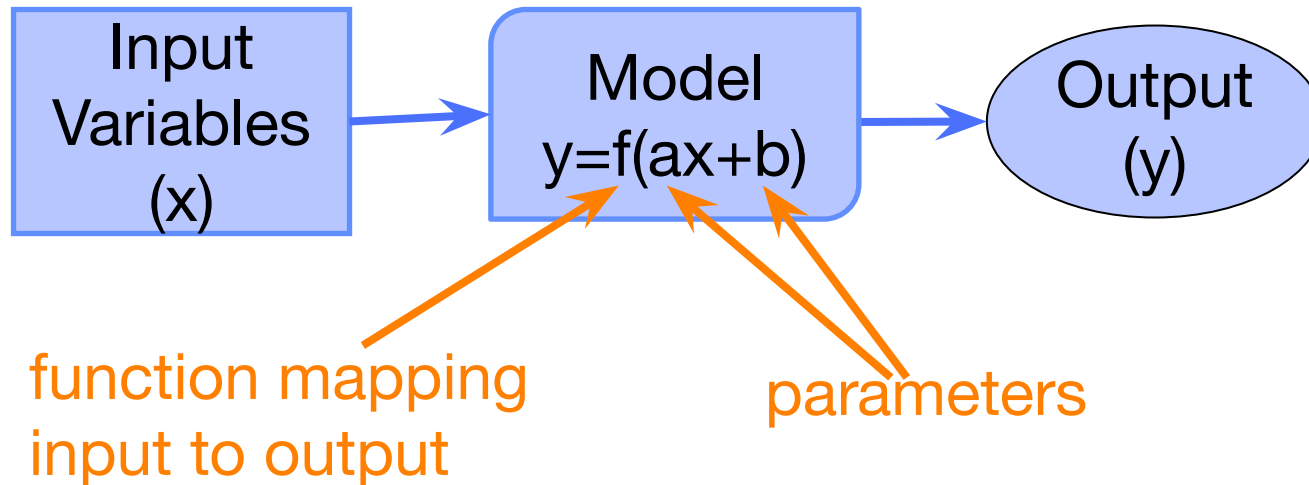 Input
Variables
(x)
Model
y=f(ax+b)
Output
(y)
function mapping
input to output
parameters